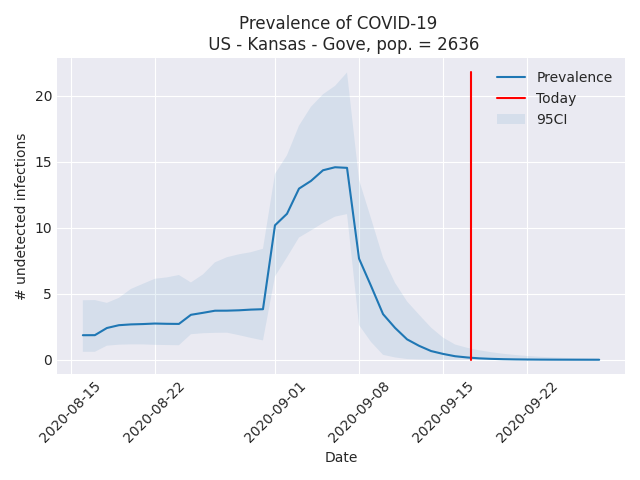 Prevalence of COVID-19
US - Kansas - Gove, pop. = 2636
Prevalence
Today
95CI
# undetected infections
20
15
10
5
0
2020-08-15
2020-08-22
2020-09-01
2020-09-08
2020-09-15
2020-09-22
Date